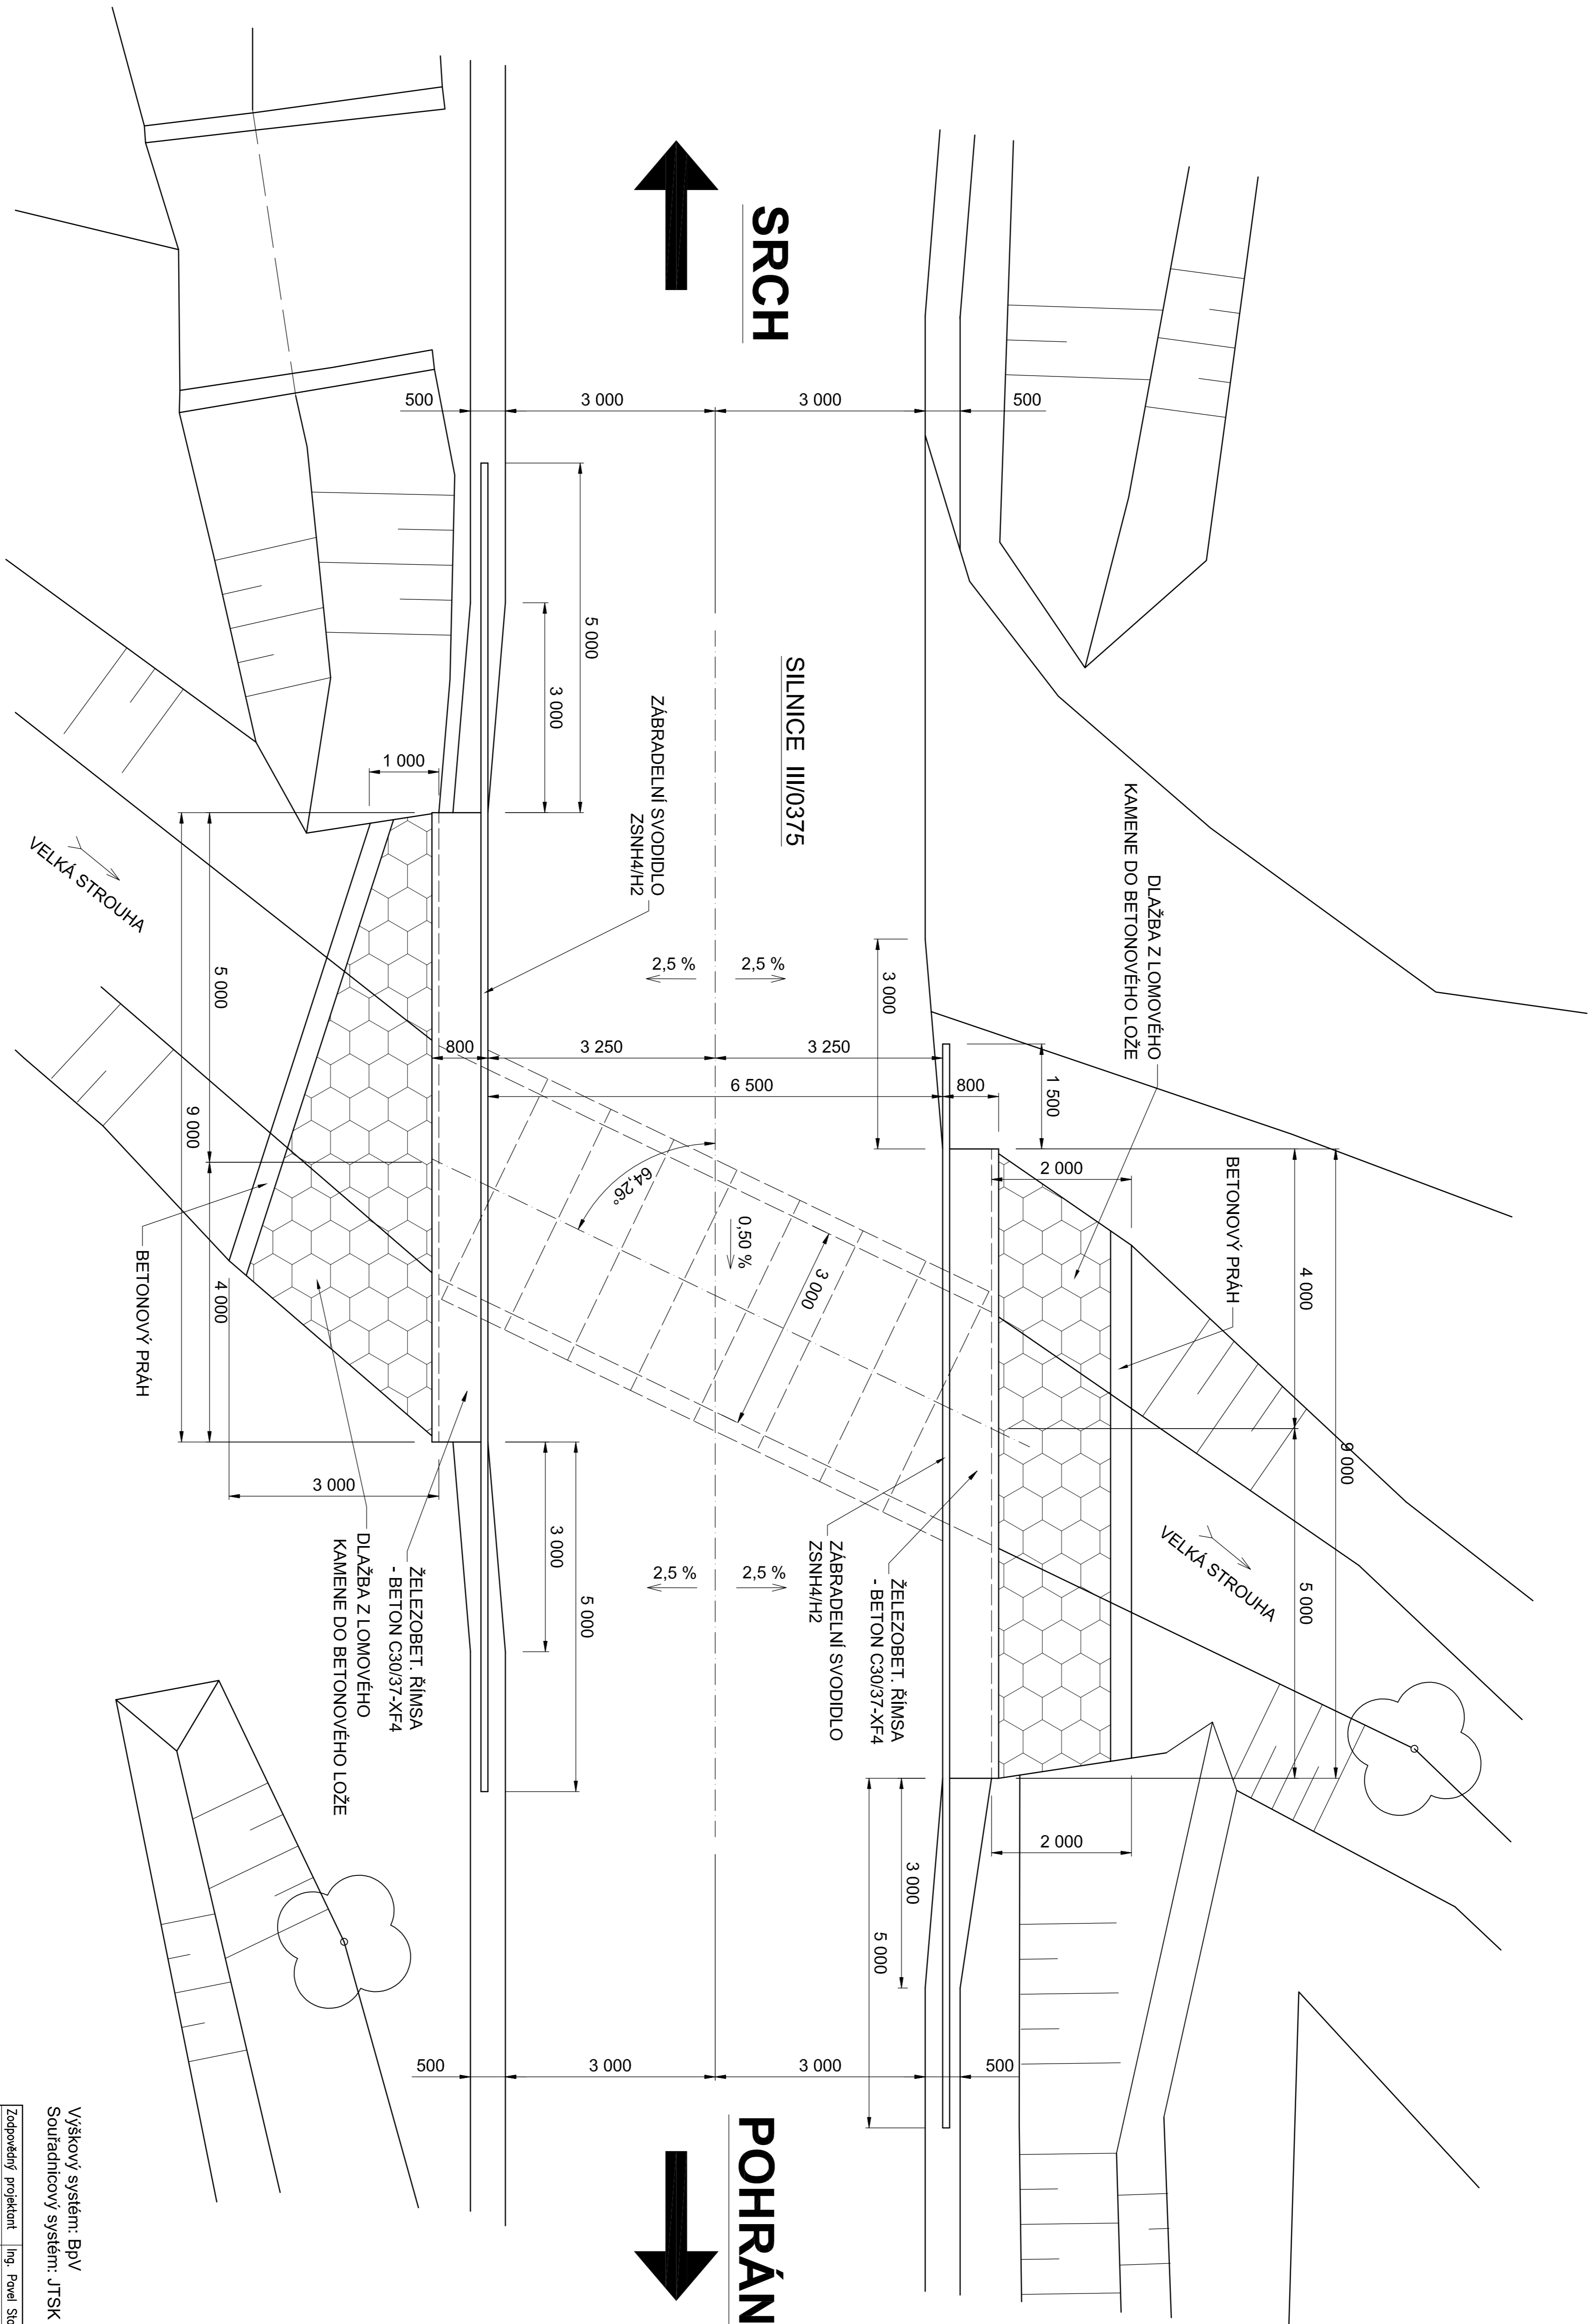 SRCH
500
3 000
3 000
500
5 000
3 000
SILNICE III/0375
ZÁBRADELNÍ SVODIDLO
ZSNH4/H2
1 000
VELKÁ STROUHA
DLAŽBA Z LOMOVÉHO
KAMENE DO BETONOVÉHO LOŽE
2,5 %
2,5 %
3 000
5 000
9 000
4 000
800
3 250
3 250
6 500
800
1 500
2 000
BETONOVÝ PRÁH
4 000
9 000
5 000
64,26°
0,50 %
3 000
BETONOVÝ PRÁH
3 000
VELKÁ STROUHA
DLAŽBA Z LOMOVÉHO
KAMENE DO BETONOVÉHO LOŽE
ŽELEZOBET. ŘÍMSA
- BETON C30/37-XF4
3 000
5 000
2,5 %
2,5 %
ZÁBRADELNÍ SVODIDLO
ZSNH4/H2
ŽELEZOBET. ŘÍMSA
- BETON C30/37-XF4
2 000
3 000
5 000
500
3 000
3 000
500
POHRÁN
Výškový systém: BpV
Souřadnicový systém: JTSK
Zodpovědný projektant Ing. Pavel